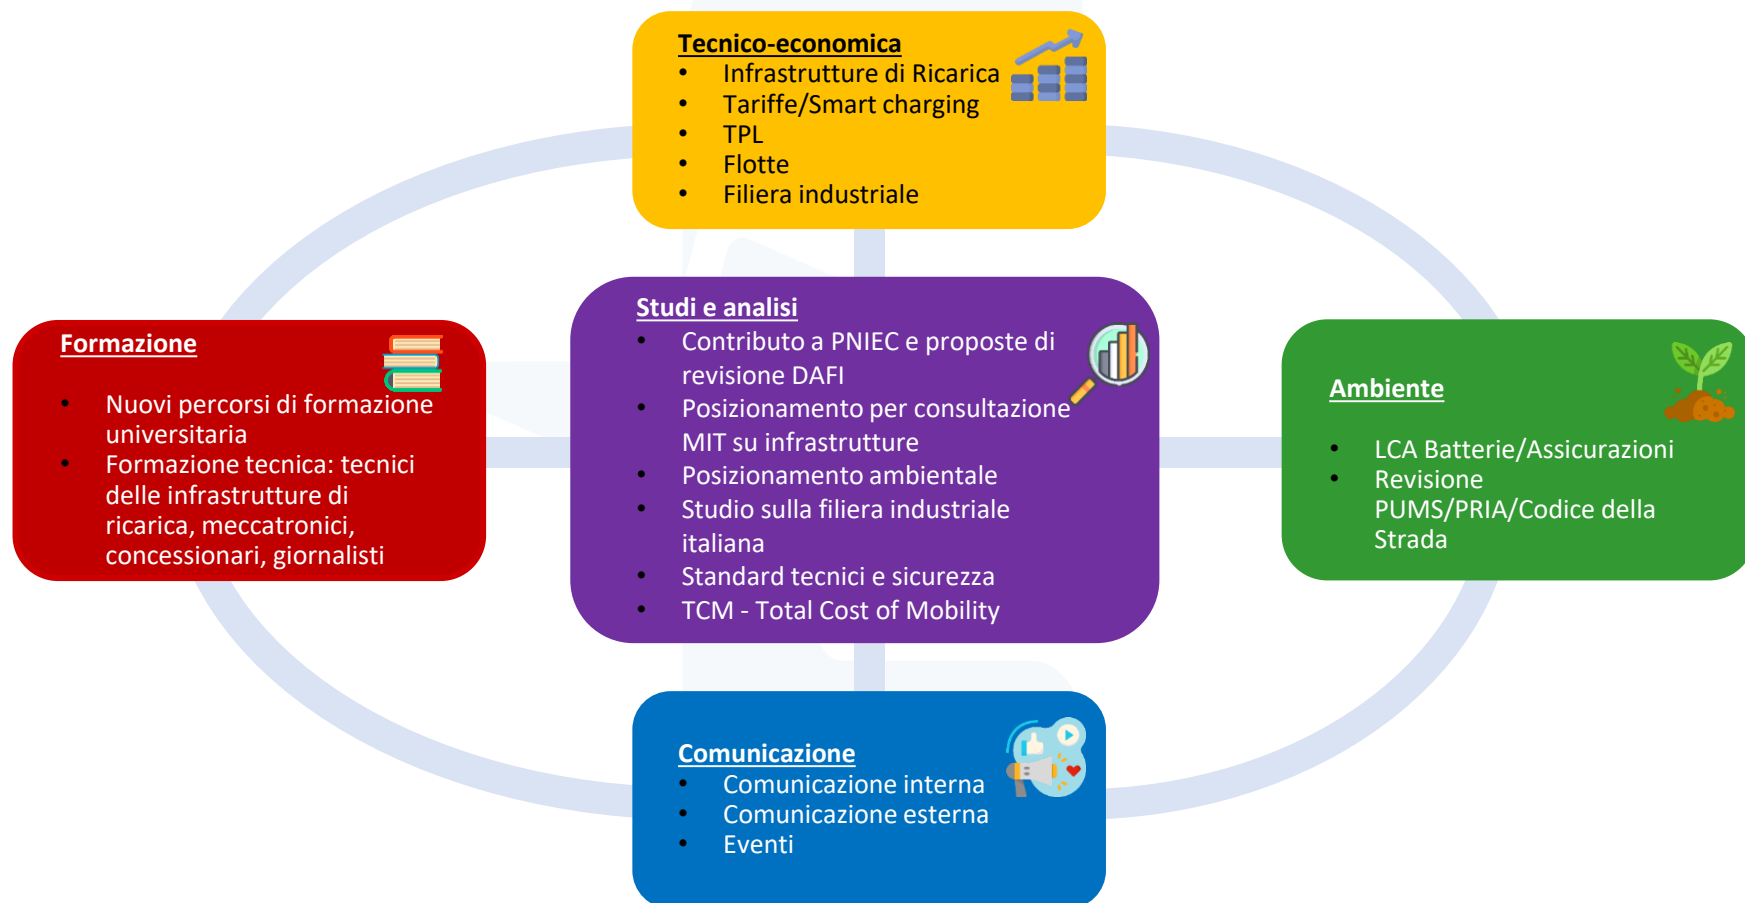 Tecnico-economica
• Infrastrutture di Ricarica
• Tariffe/Smart charging
• TPL
• Flotte
• Filiera industriale
Formazione
• Nuovi percorsi di formazione
universitaria
• Formazione tecnica: tecnici
delle infrastrutture di
ricarica, meccatronici,
concessionari, giornalisti
Studi e analisi
• Contributo a PNIEC e proposte di
revisione DAFI
• Posizionamento per consultazione
MIT su infrastrutture
• Posizionamento ambientale
• Studio sulla filiera industriale
italiana
• Standard tecnici e sicurezza
• TCM - Total Cost of Mobility
Ambiente
• LCA Batterie/Assicurazioni
• Revisione
PUMS/PRIA/Codice della
Strada
Comunicazione
• Comunicazione interna
• Comunicazione esterna
• Eventi